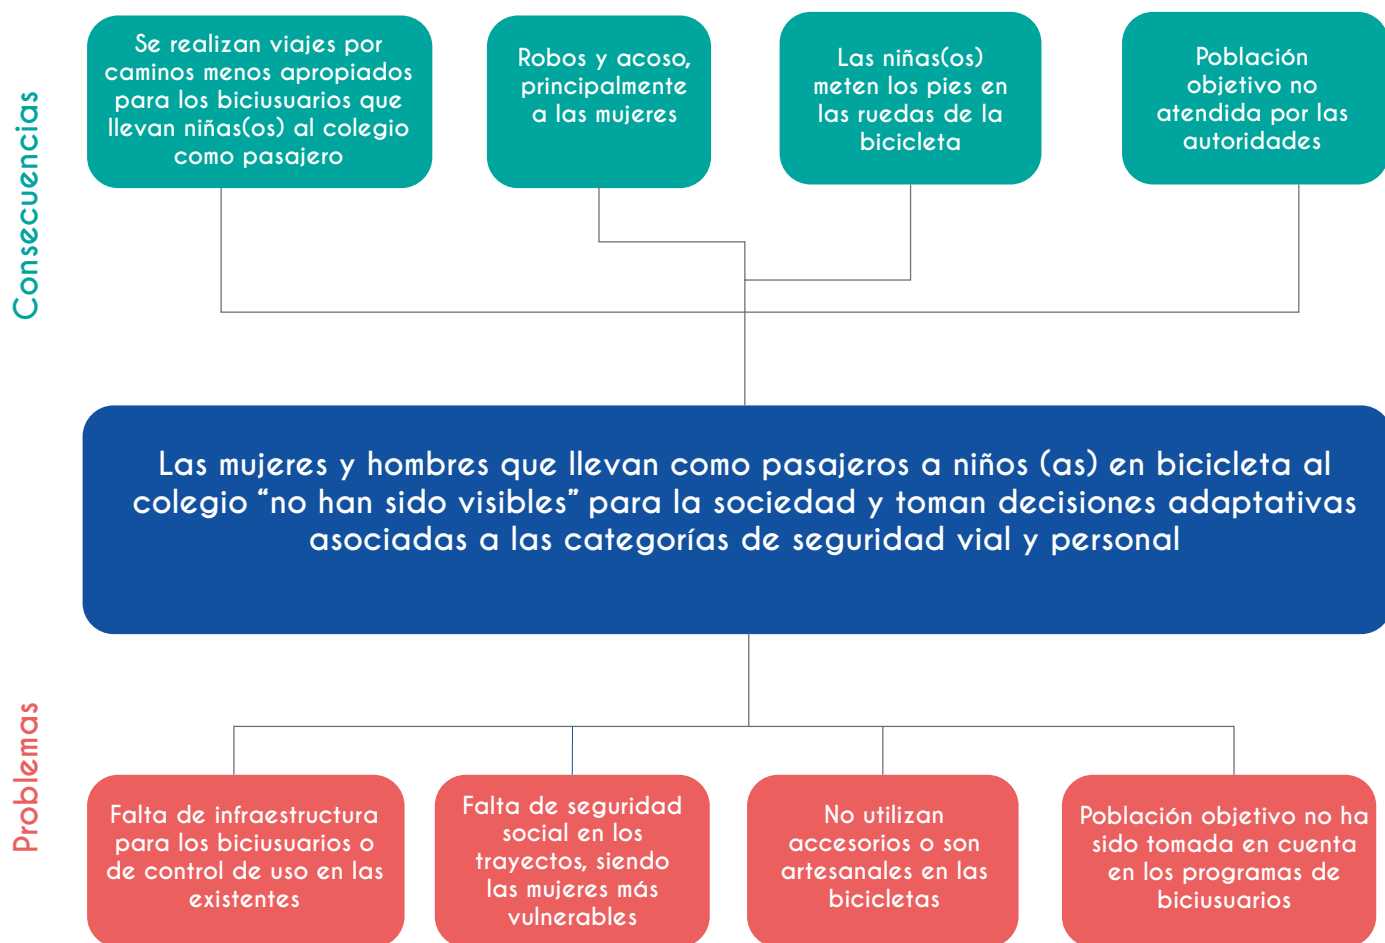 Consecuencias
Se realizan viajes por
caminos menos apropiados
para los biciusuarios que
llevan niñas(os) al colegio
como pasajero
Robos y acoso,
principalmente
a las mujeres
Las niñas(os)
meten los pies en
las ruedas de la
bicicleta
Población
objetivo no
atendida por las
autoridades
Las mujeres y hombres que llevan como pasajeros a niños (as) en bicicleta al
colegio “no han sido visibles” para la sociedad y toman decisiones adaptativas
asociadas a las categorías de seguridad vial y personal
Problemas
Falta de infraestructura
para los biciusuarios o
de control de uso en las
existentes
Falta de seguridad
social en los
trayectos, siendo
las mujeres más
vulnerables
No utilizan
accesorios o son
artesanales en las
bicicletas
Población objetivo no ha
sido tomada en cuenta
en los programas de
biciusuarios